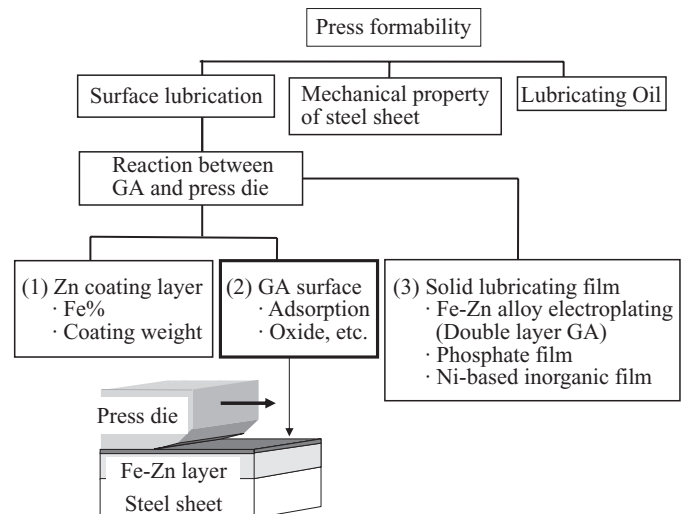 Press formability
Surface lubrication
Mechanical property
of steel sheet
Lubricating Oil
Reaction between
GA and press die
(1) Zn coating layer
· Fe%
· Coating weight
(2) GA surface
· Adsorption
· Oxide, etc.
(3) Solid lubricating film
· Fe-Zn alloy electroplating
(Double layer GA)
· Phosphate film
· Ni-based inorganic film
Press die
Fe-Zn layer
Steel sheet